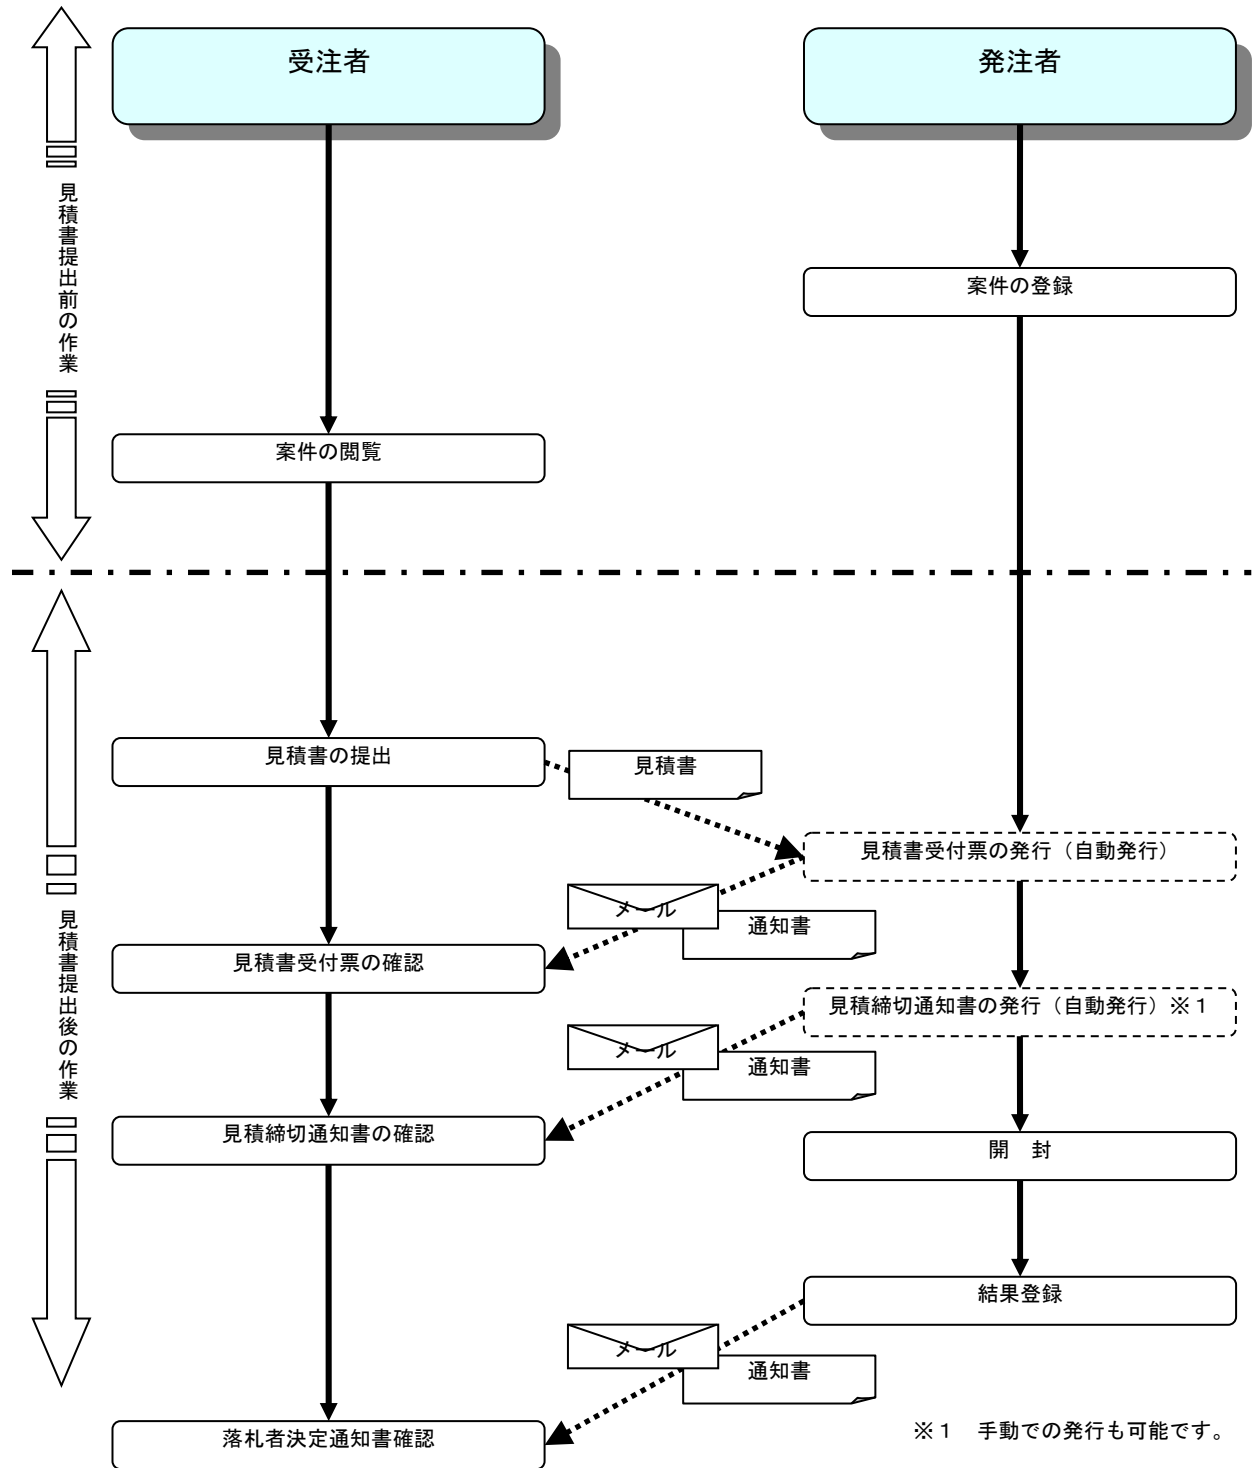 受注者
発注者
見積書提出前の作業
案件の登録
案件の閲覧
見積書の提出
見積書
見積書受付票の発行（自動発行）
メール
通知書
見積書受付票の確認
見積締切通知書の発行（自動発行）※１
メール
通知書
見積書提出後の作業
見積締切通知書の確認
開　封
結果登録
メール
通知書
落札者決定通知書確認
※１　手動での発行も可能です。